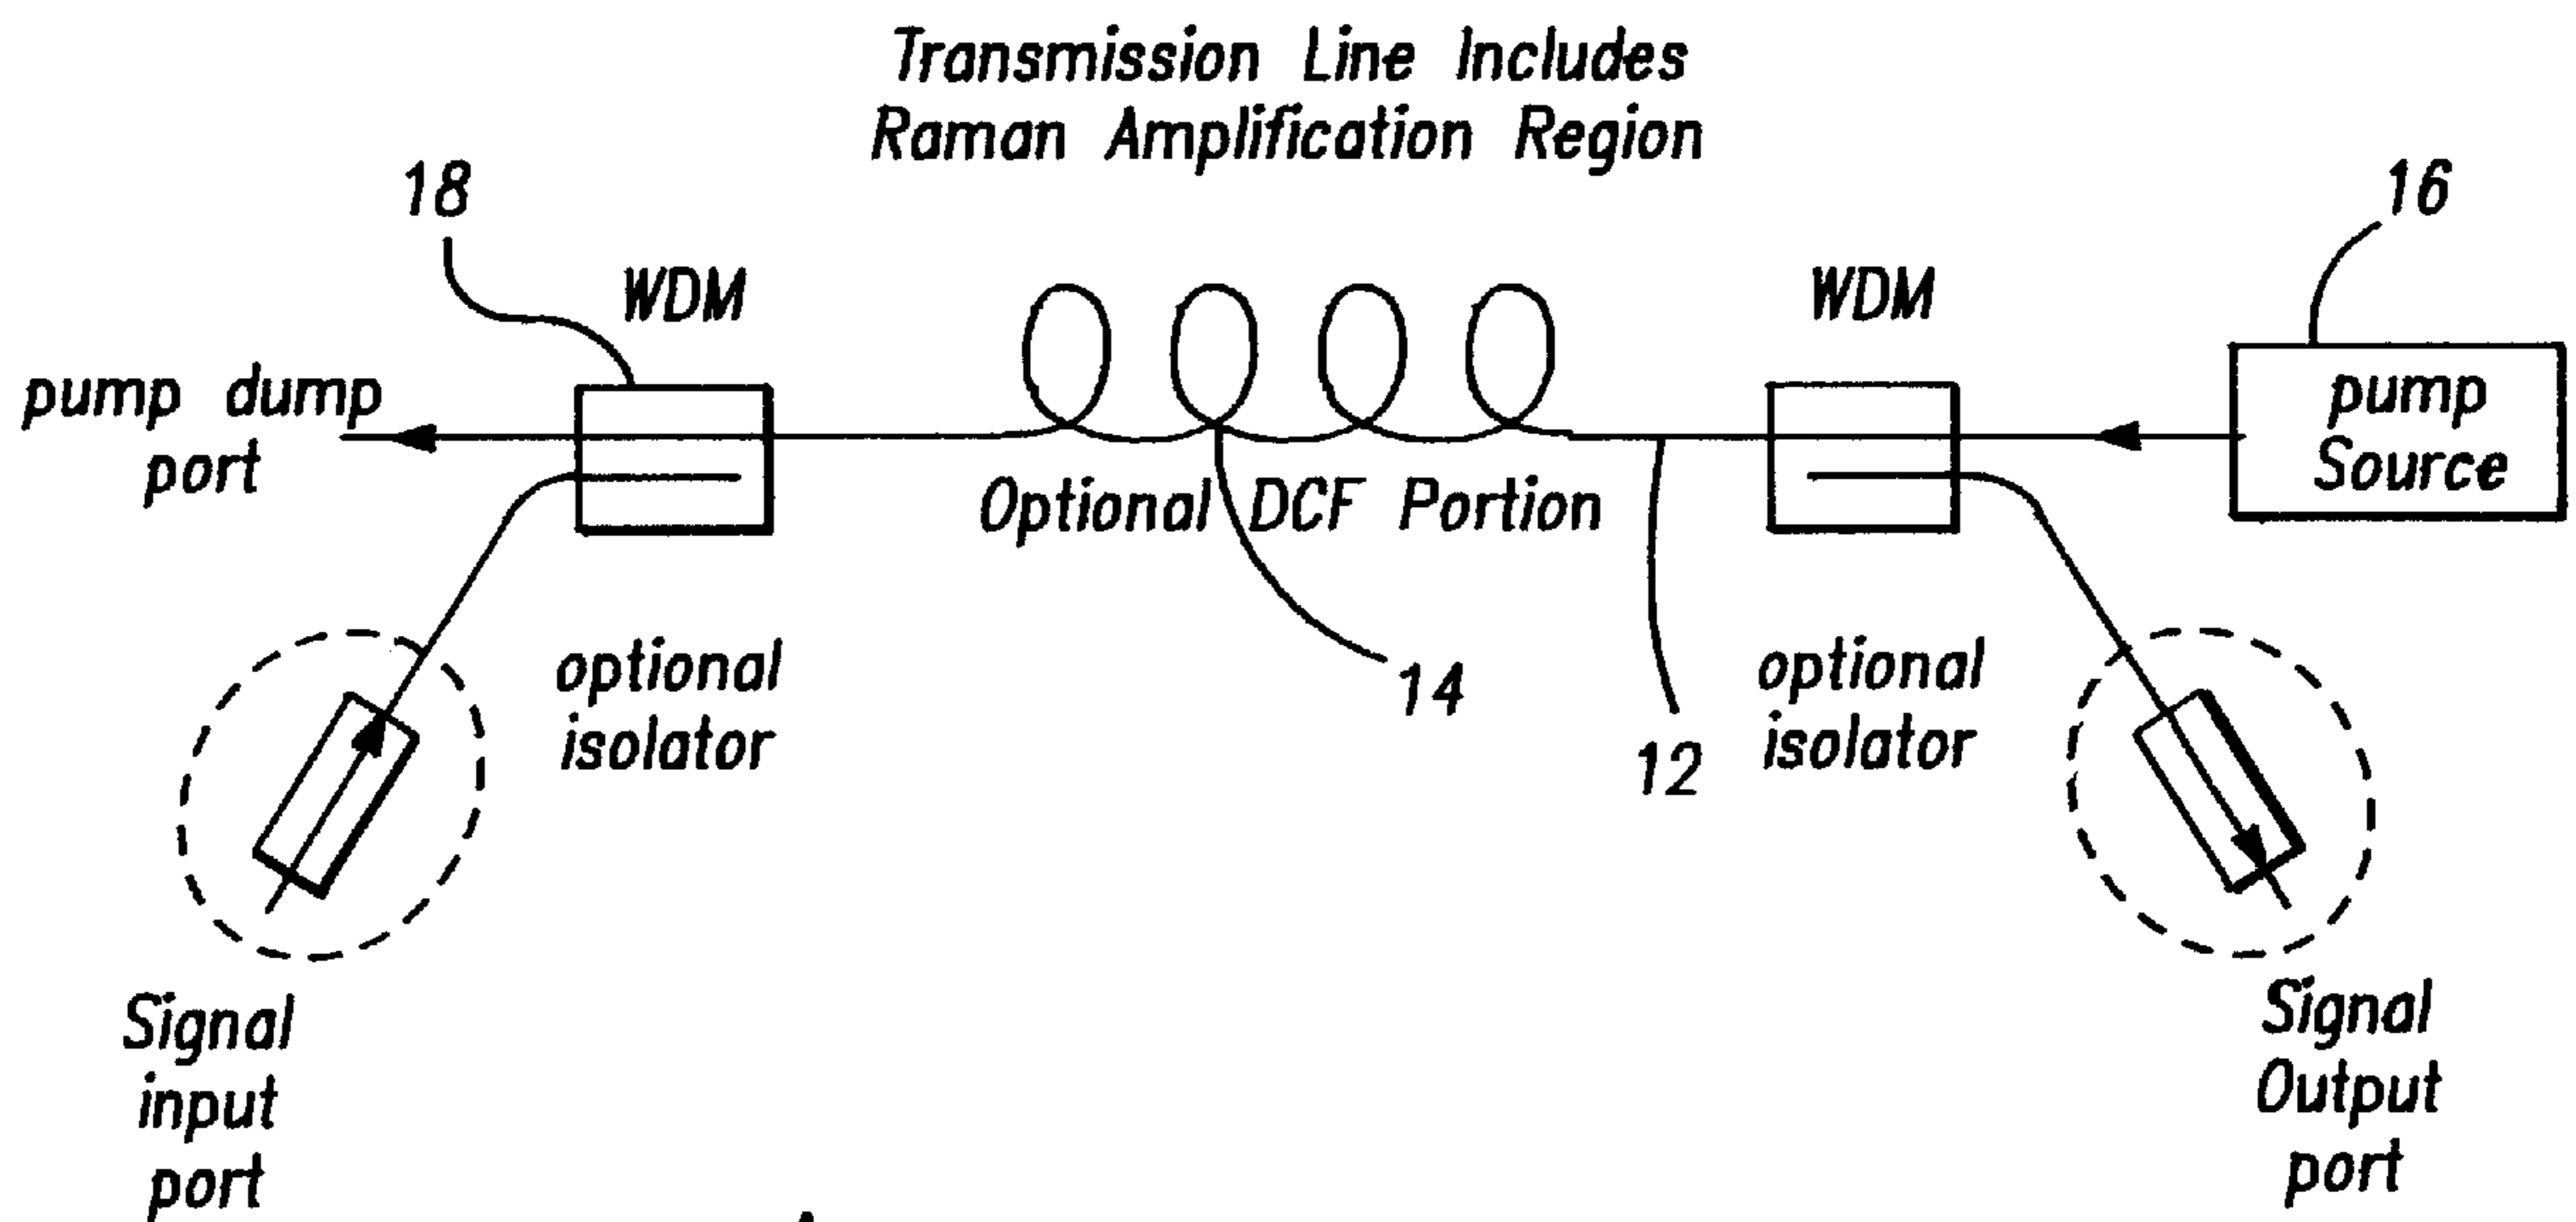 Transmission Line Includes
Raman Amplification Region
18
16
WDM
WDM
pump dump
port
pump
Source
Optional DCF Portion
optional
isolator
14
12
optional
isolator
Signal
input
port
Signal
Output
port